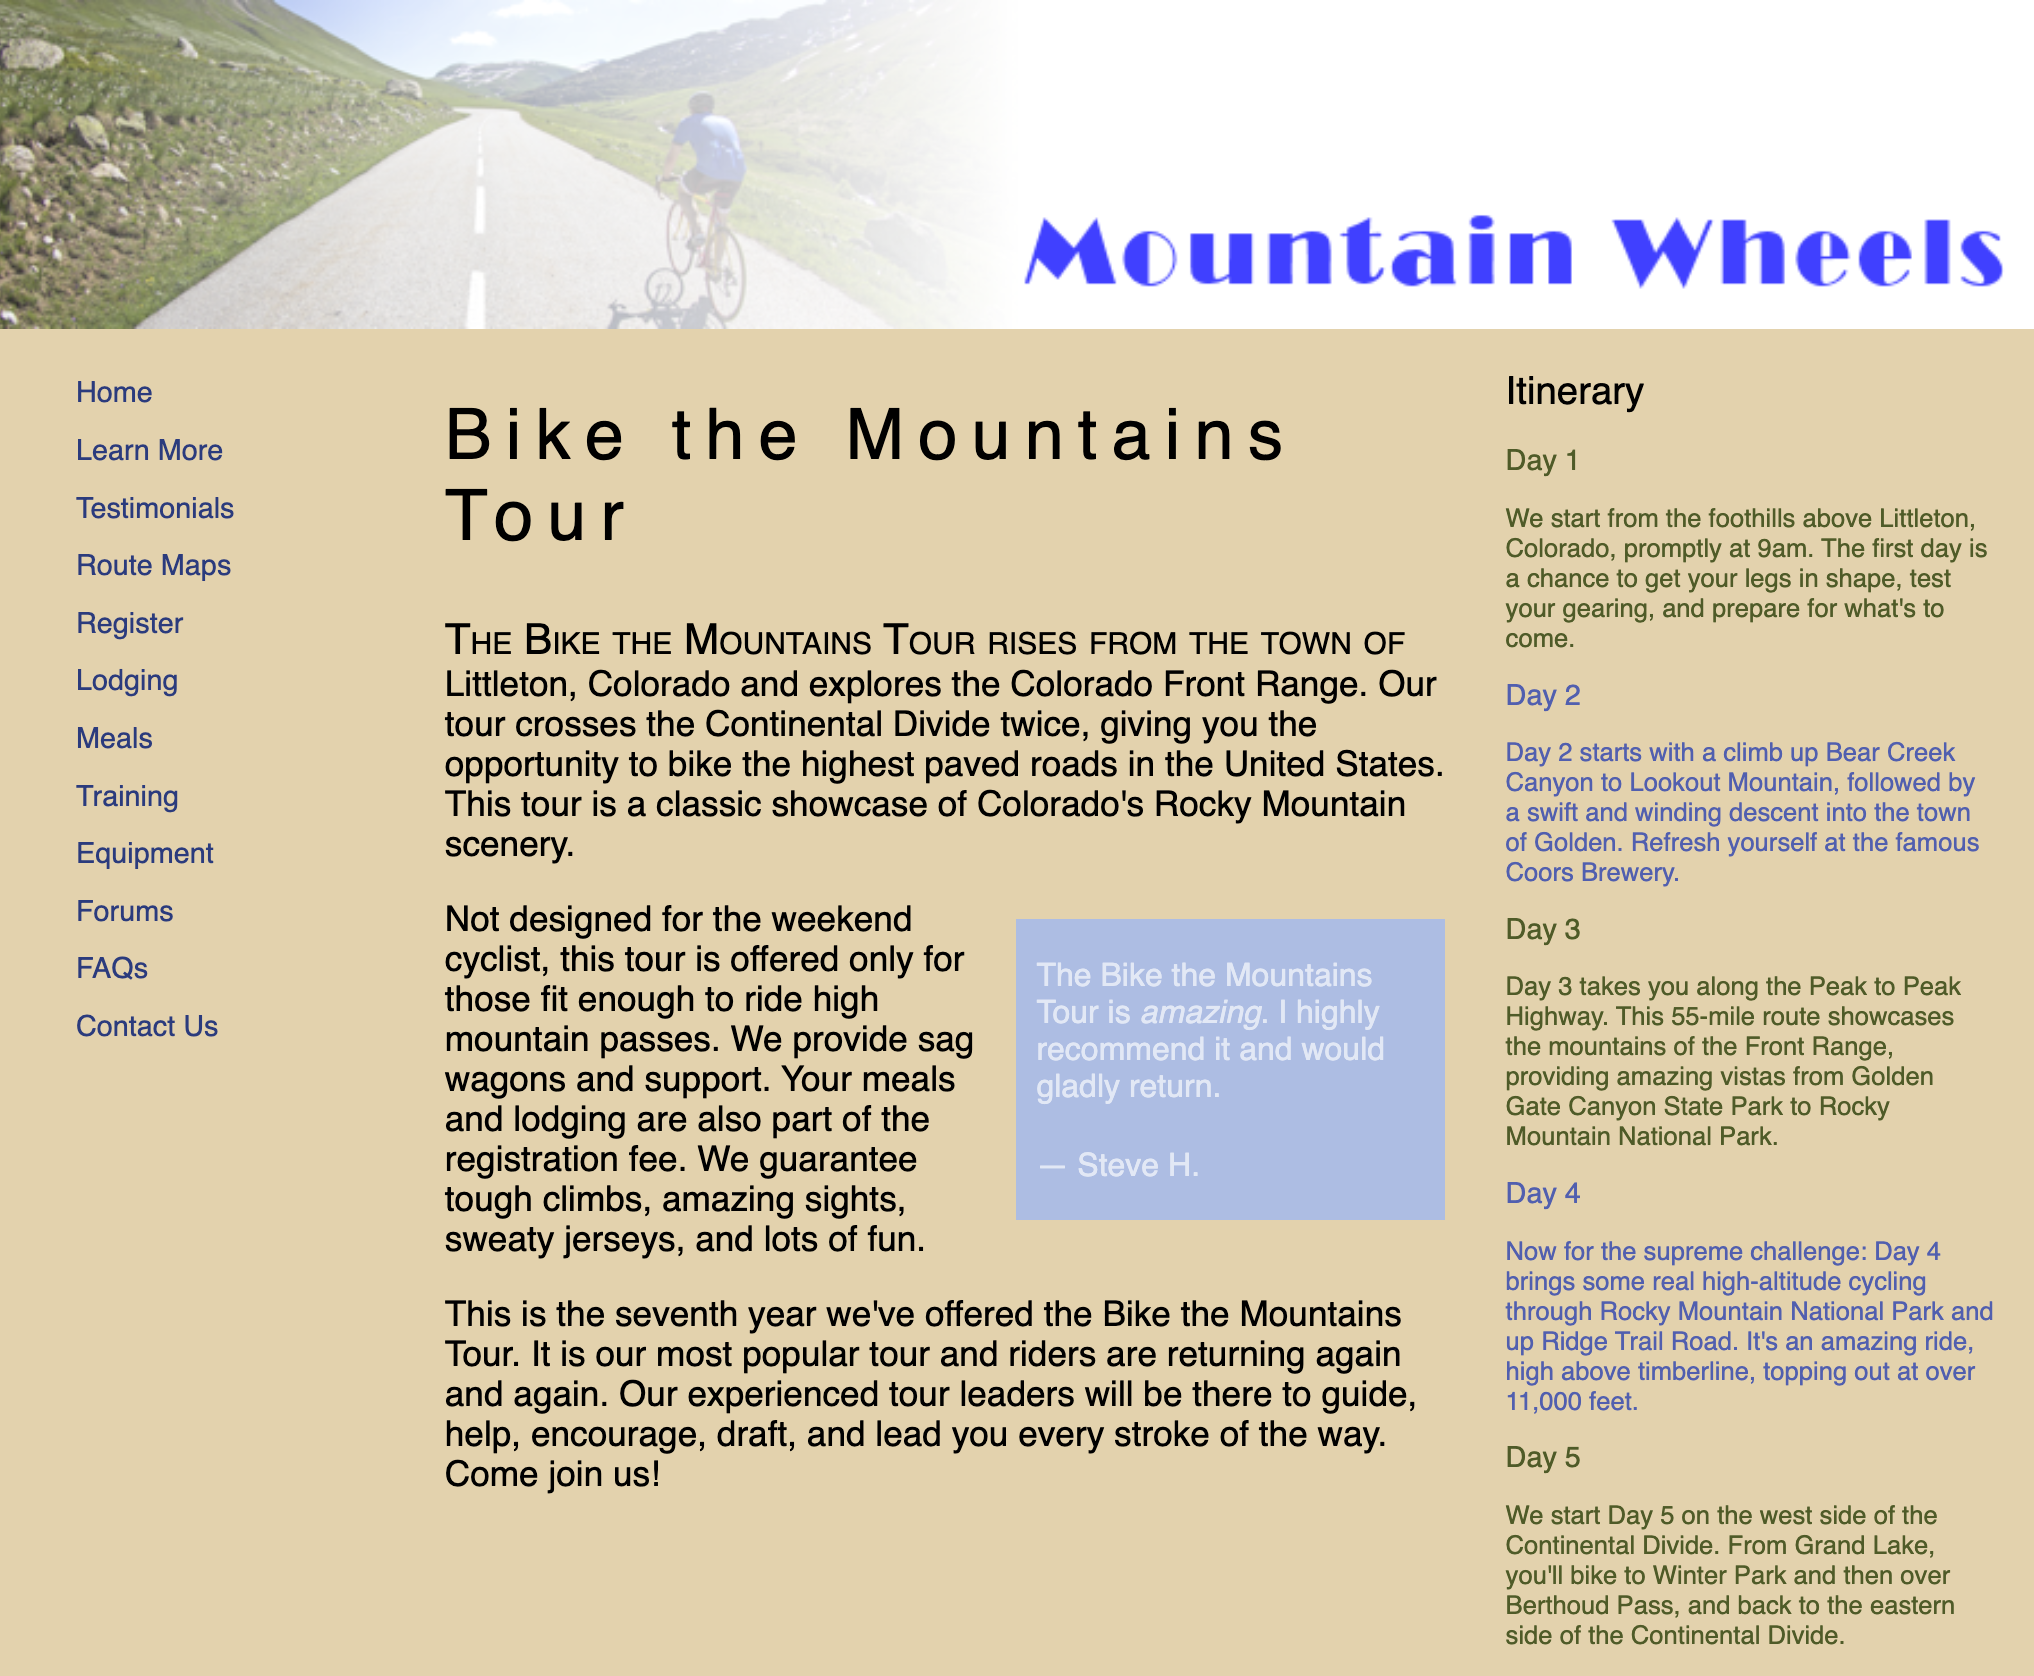 Mountain Wheels
Home
Learn More
Testimonials
Route Maps
Register
Lodging
Meals
Training
Equipment
Forums
FAQs
Contact Us
Bike the Mountains
Tour
The Bike the Mountains Tour rises from the town of
Littleton, Colorado and explores the Colorado Front Range. Our
tour crosses the Continental Divide twice, giving you the
opportunity to bike the highest paved roads in the United States.
This tour is a classic showcase of Colorado's Rocky Mountain
scenery.
Not designed for the weekend
cyclist, this tour is offered only for
those fit enough to ride high
mountain passes. We provide sag
wagons and support. Your meals
and lodging are also part of the
registration fee. We guarantee
tough climbs, amazing sights,
sweaty jerseys, and lots of fun.
The Bike the Mountains
Tour is amazing. I highly
recommend it and would
gladly return.
— Steve H.
This is the seventh year we've offered the Bike the Mountains
Tour. It is our most popular tour and riders are returning again
and again. Our experienced tour leaders will be there to guide,
help, encourage, draft, and lead you every stroke of the way.
Come join us!
Itinerary
Day 1
We start from the foothills above Littleton,
Colorado, promptly at 9am. The first day is
a chance to get your legs in shape, test
your gearing, and prepare for what's to
come.
Day 2
Day 2 starts with a climb up Bear Creek
Canyon to Lookout Mountain, followed by
a swift and winding descent into the town
of Golden. Refresh yourself at the famous
Coors Brewery.
Day 3
Day 3 takes you along the Peak to Peak
Highway. This 55-mile route showcases
the mountains of the Front Range,
providing amazing vistas from Golden
Gate Canyon State Park to Rocky
Mountain National Park.
Day 4
Now for the supreme challenge: Day 4
brings some real high-altitude cycling
through Rocky Mountain National Park and
up Ridge Trail Road. It's an amazing ride,
high above timberline, topping out at over
11,000 feet.
Day 5
We start Day 5 on the west side of the
Continental Divide. From Grand Lake,
you'll bike to Winter Park and then over
Berthoud Pass, and back to the eastern
side of the Continental Divide.